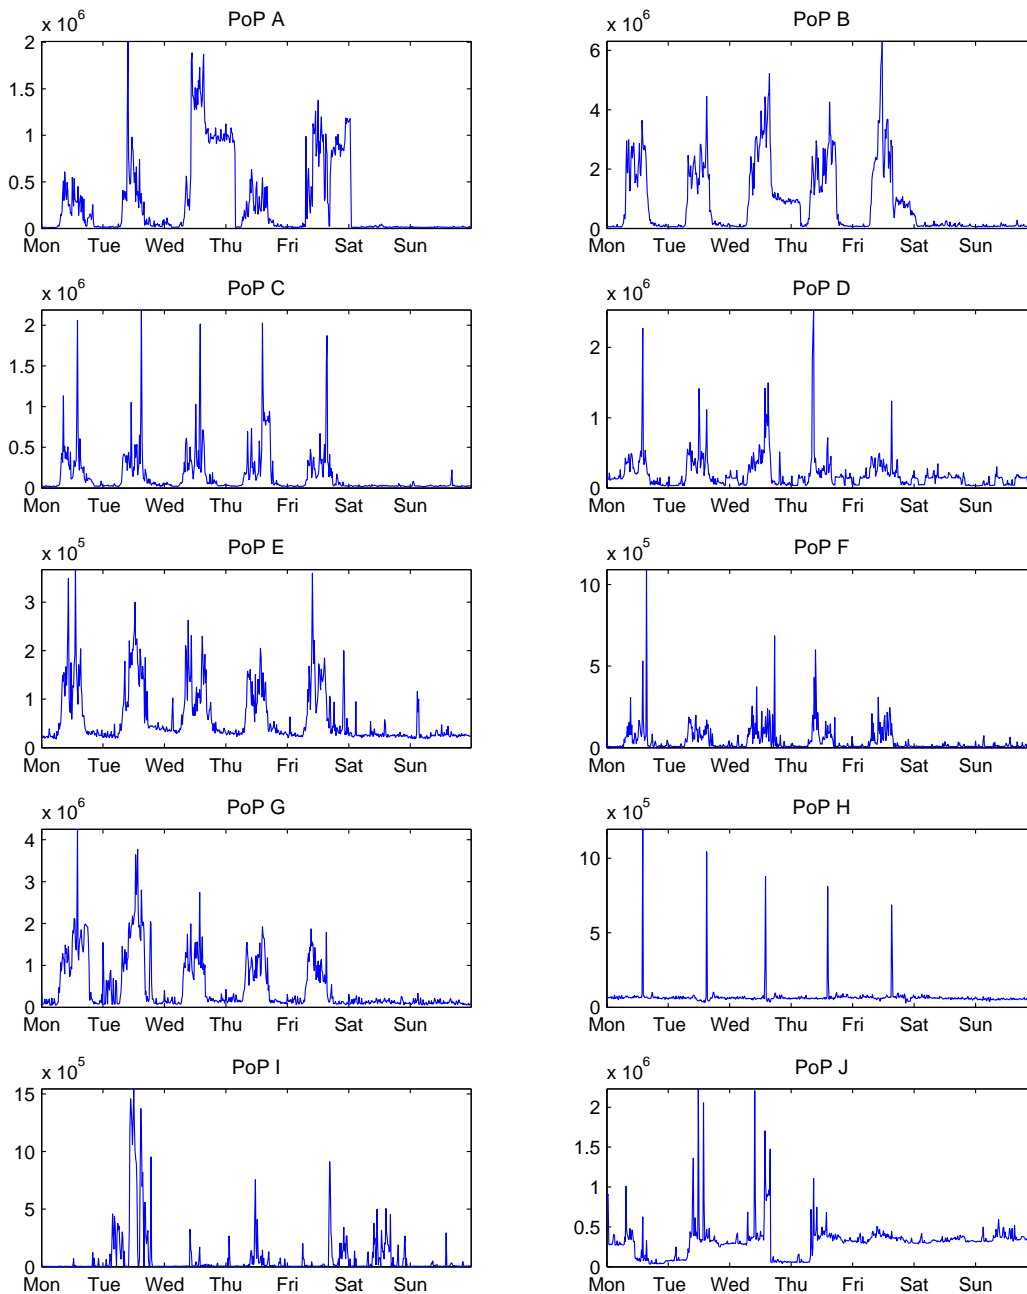 PoP A
x 10^6
2
1.5
1
0.5
0
Mon Tue Wed Thu Fri Sat Sun
PoP B
x 10^6
6
4
2
0
Mon Tue Wed Thu Fri Sat Sun
PoP C
x 10^6
2
1.5
1
0.5
0
Mon Tue Wed Thu Fri Sat Sun
PoP D
x 10^6
2
1
0
Mon Tue Wed Thu Fri Sat Sun
PoP E
x 10^5
3
2
1
0
Mon Tue Wed Thu Fri Sat Sun
PoP F
x 10^5
10
5
0
Mon Tue Wed Thu Fri Sat Sun
PoP G
x 10^6
4
3
2
1
0
Mon Tue Wed Thu Fri Sat Sun
PoP H
x 10^5
10
5
0
Mon Tue Wed Thu Fri Sat Sun
PoP I
x 10^5
15
10
5
0
Mon Tue Wed Thu Fri Sat Sun
PoP J
x 10^6
2
1.5
1
0.5
0
Mon Tue Wed Thu Fri Sat Sun